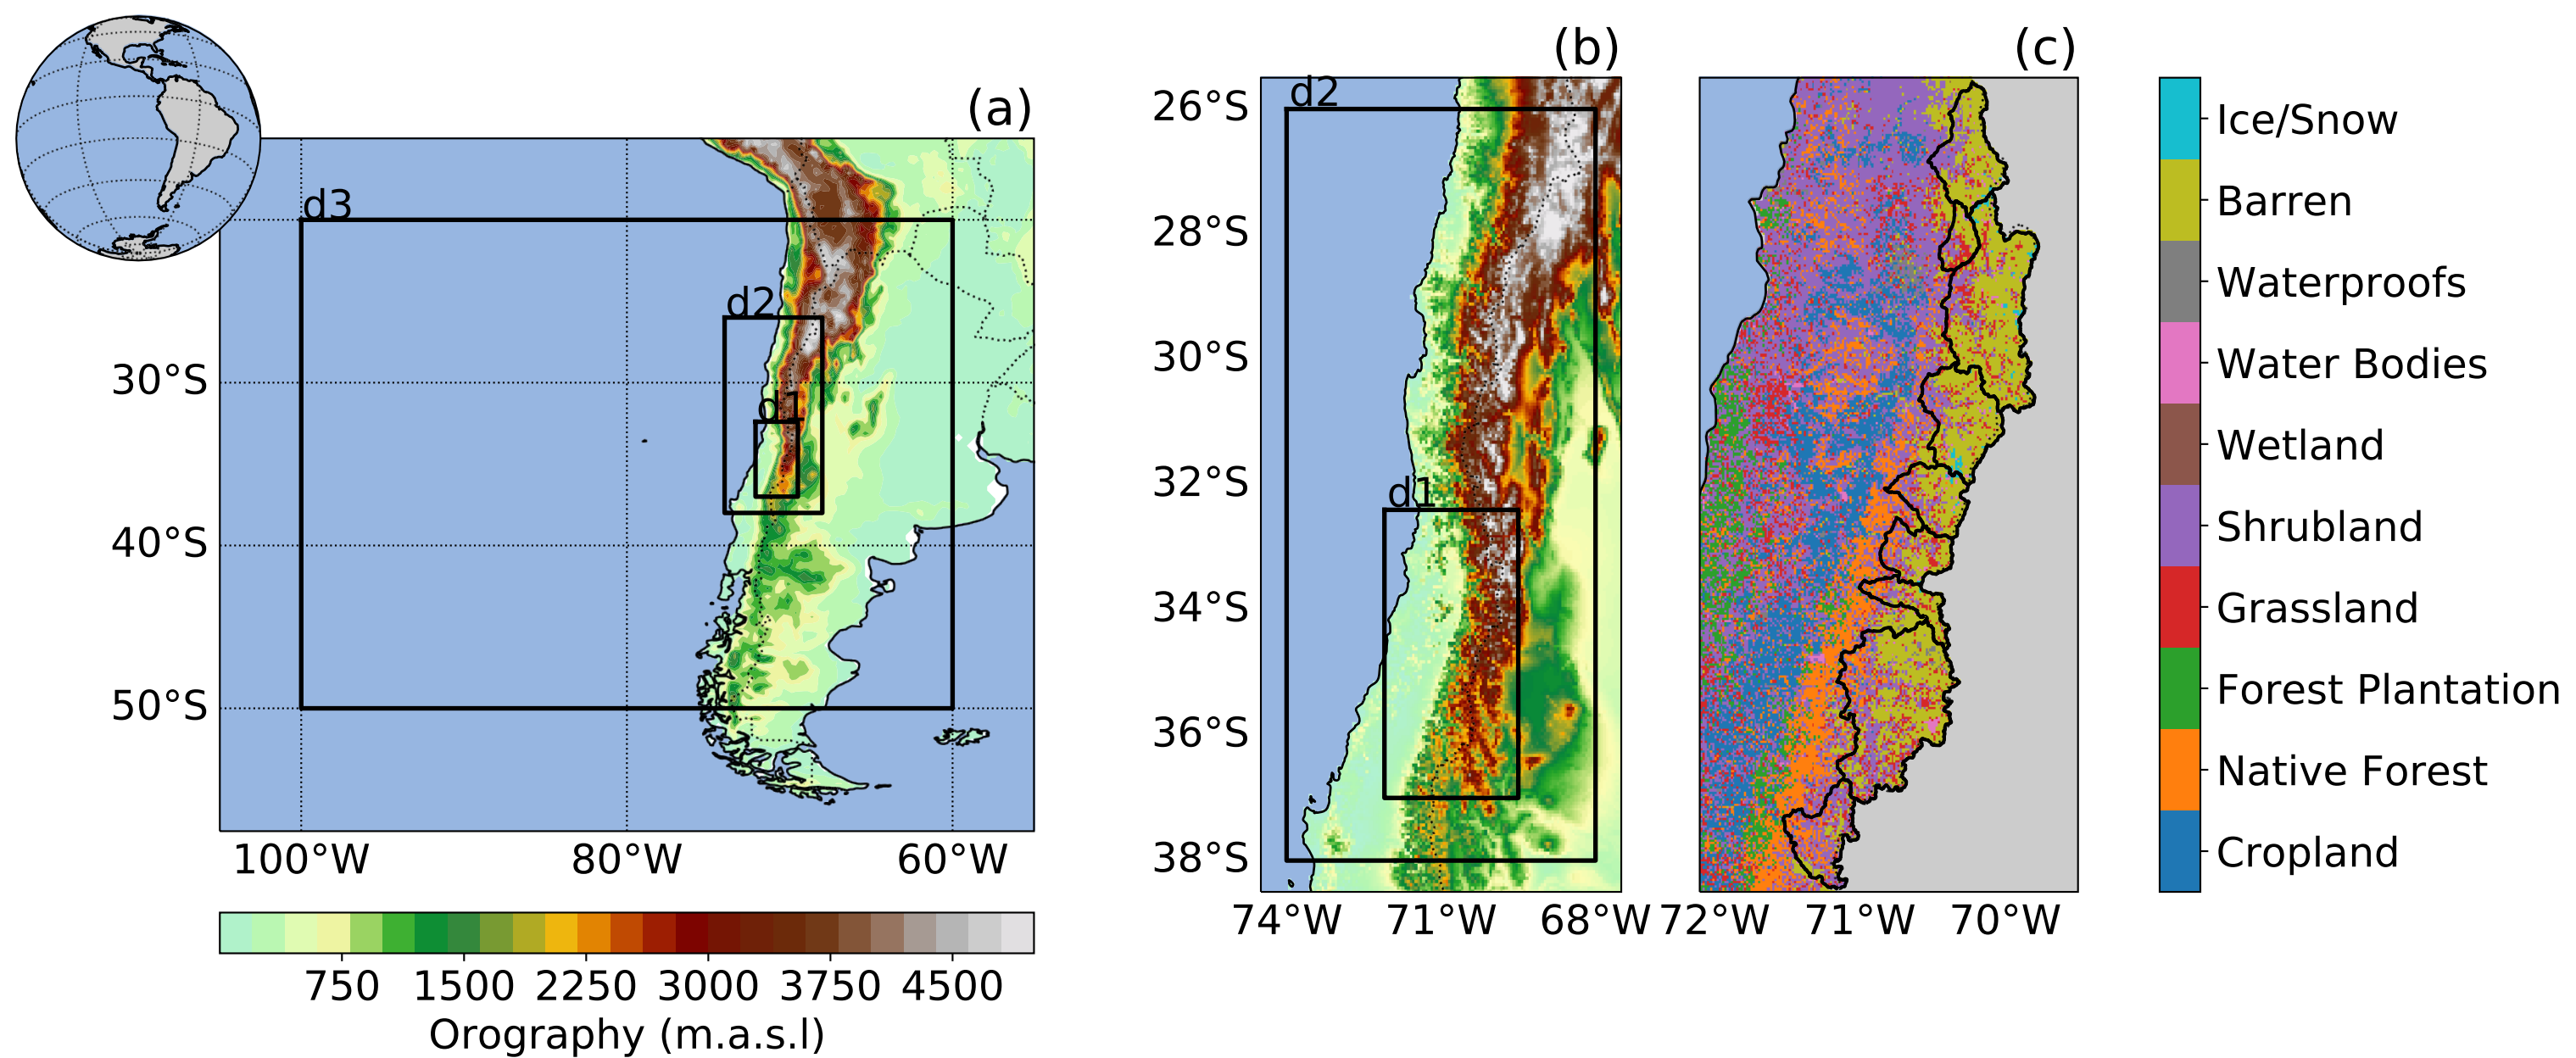 (a)
d3
d2
d1
30°S
40°S
50°S
100°W
80°W
60°W
750
1500
2250
3000
3750
4500
Orography (m.a.s.l)
(b)
d2
d1
26°S
28°S
30°S
32°S
34°S
36°S
38°S
74°W
71°W
68°W
(c)
72°W
71°W
70°W
Ice/Snow
Barren
Waterproofs
Water Bodies
Wetland
Shrubland
Grassland
Forest Plantation
Native Forest
Cropland